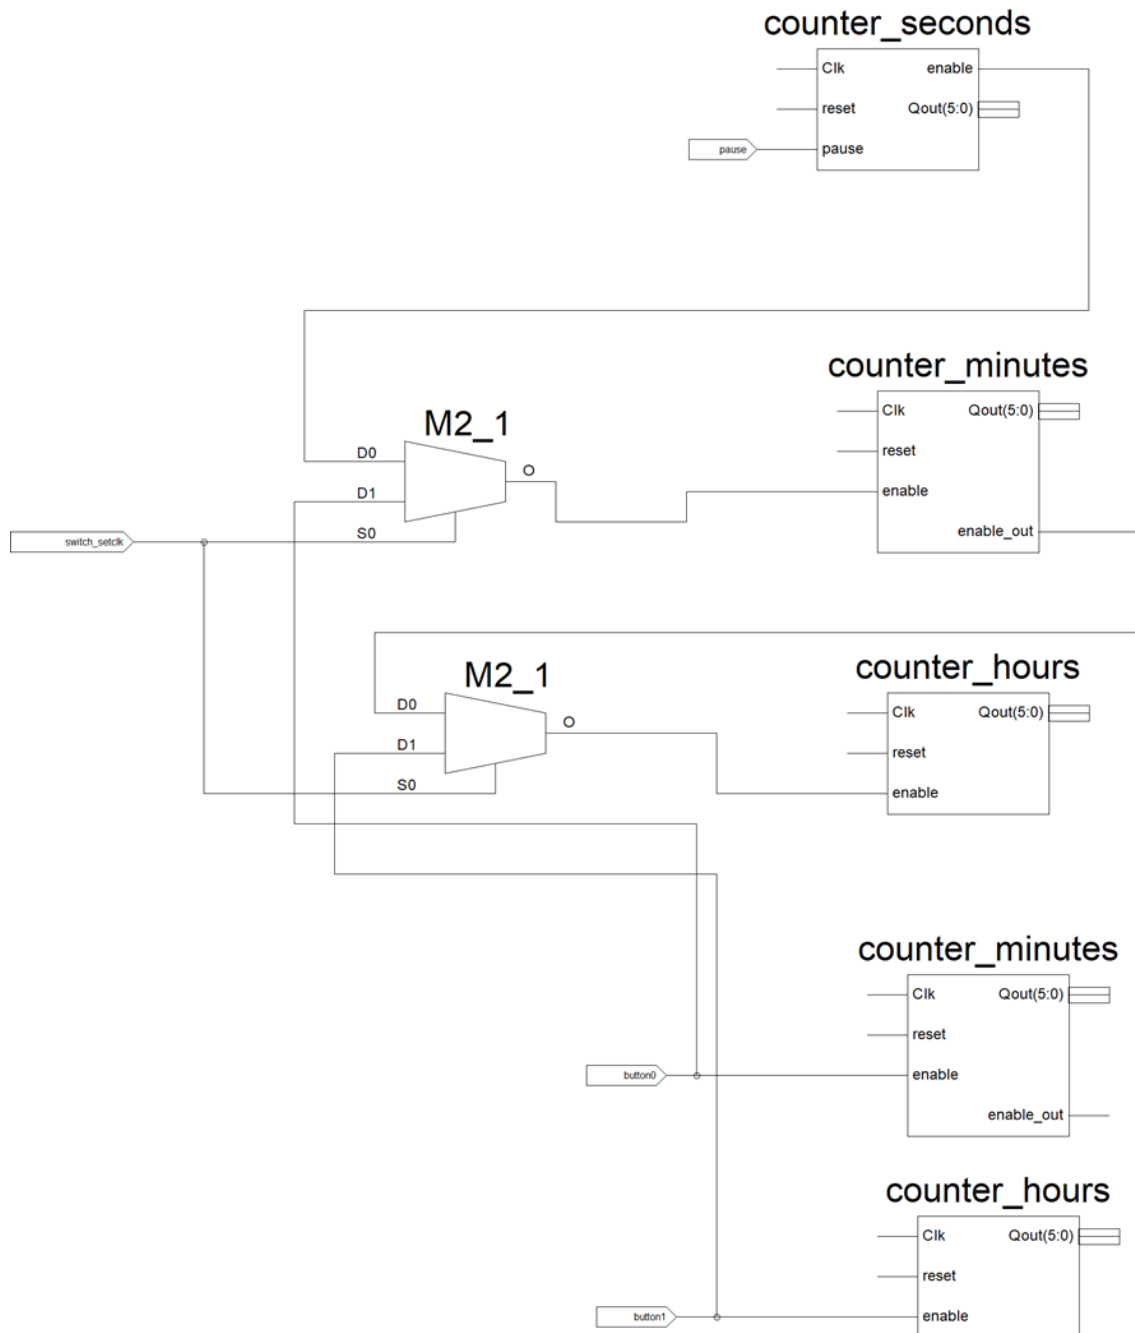 counter_seconds
Clk enable
reset Qout(5:0)
pause pause
counter_minutes
Clk Qout(5:0)
reset
enable
enable_out
M2_1
D0
O
D1
S0
switch_setclk
counter_hours
Clk Qout(5:0)
reset
enable
M2_1
D0
O
D1
S0
counter_minutes
Clk Qout(5:0)
reset
button0 enable
enable_out
counter_hours
Clk Qout(5:0)
reset
button1 enable